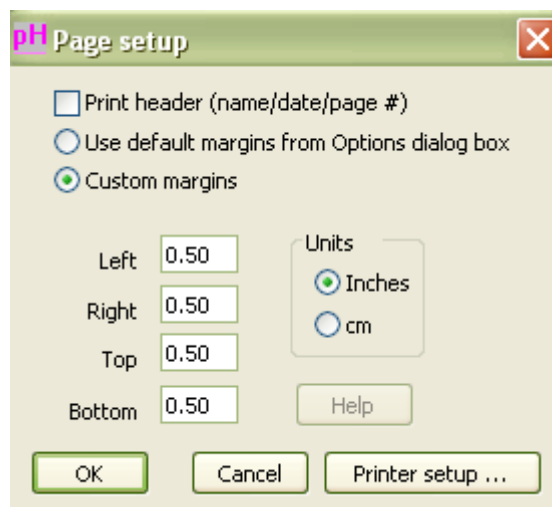 pH Page setup
Print header (name/date/page #)
Use default margins from Options dialog box
Custom margins
Left 0.50
Right 0.50
Top 0.50
Bottom 0.50
Units
Inches
cm
Help
OK Cancel Printer setup ...